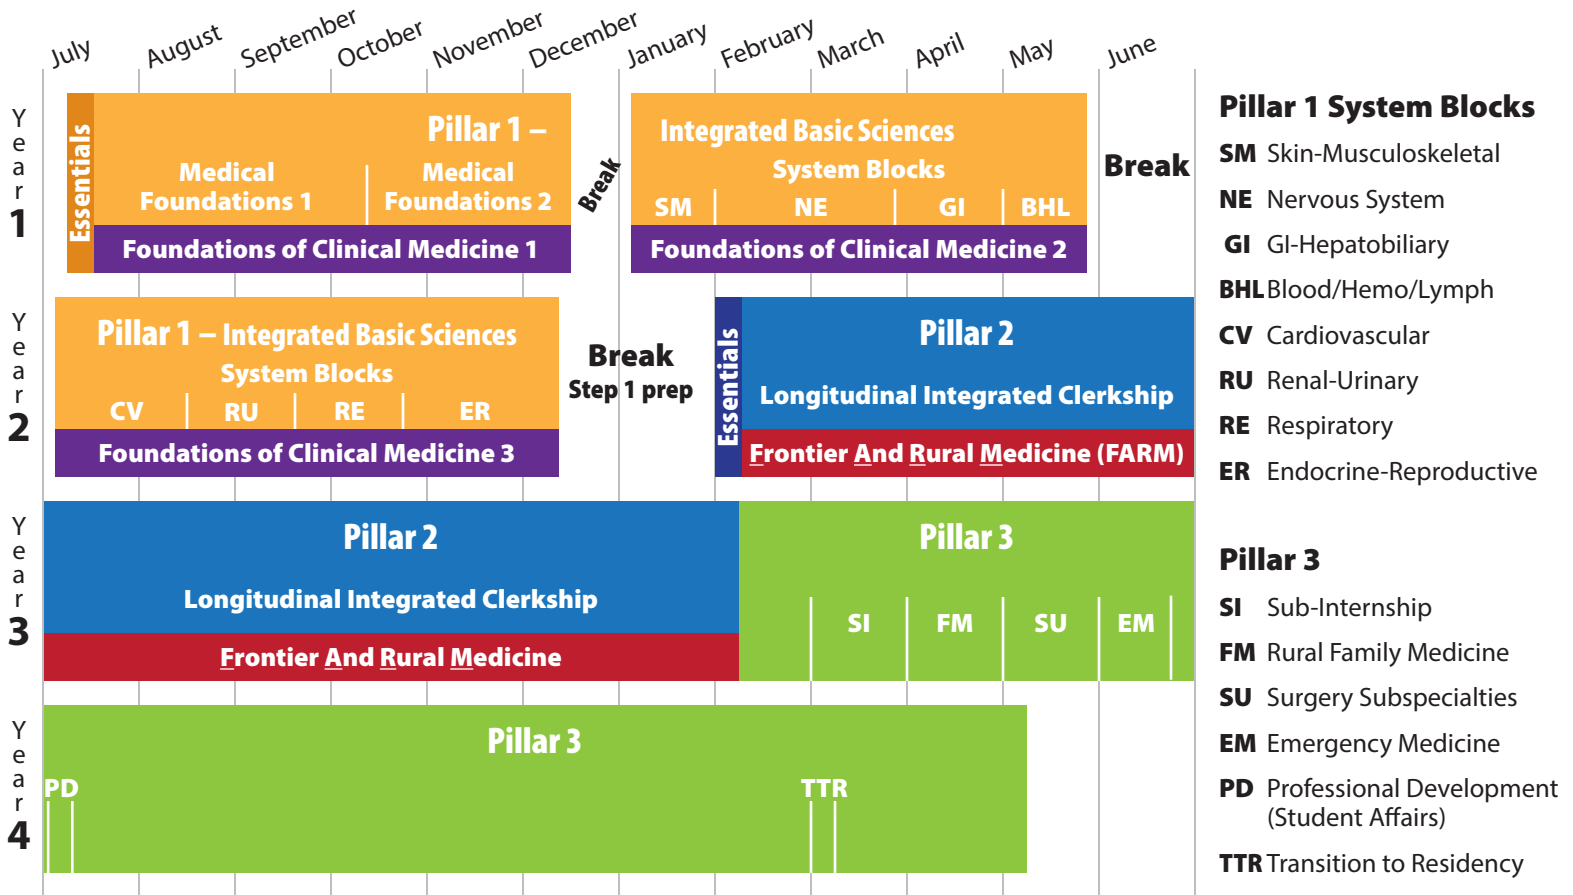 July
August
September
October
November
December
January
February
March
April
May
June
Year 1
Essentials
Pillar 1 –
Medical
Foundations 1
Medical
Foundations 2
Foundations of Clinical Medicine 1
Break
Integrated Basic Sciences
System Blocks
SM NE GI BHL
Foundations of Clinical Medicine 2
Break
Year 2
Pillar 1 – Integrated Basic Sciences
System Blocks
CV RU RE ER
Foundations of Clinical Medicine 3
Break
Step 1 prep
Essentials
Pillar 2
Longitudinal Integrated Clerkship
Frontier And Rural Medicine (FARM)
Year 3
Pillar 2
Longitudinal Integrated Clerkship
Frontier And Rural Medicine
Pillar 3
SI FM SU EM
Year 4
Pillar 3
PD
TTR
Pillar 1 System Blocks
SM Skin-Musculoskeletal
NE Nervous System
GI GI-Hepatobiliary
BHL Blood/Hemo/Lymph
CV Cardiovascular
RU Renal-Urinary
RE Respiratory
ER Endocrine-Reproductive
Pillar 3
SI Sub-Internship
FM Rural Family Medicine
SU Surgery Subspecialties
EM Emergency Medicine
PD Professional Development
(Student Affairs)
TTR Transition to Residency